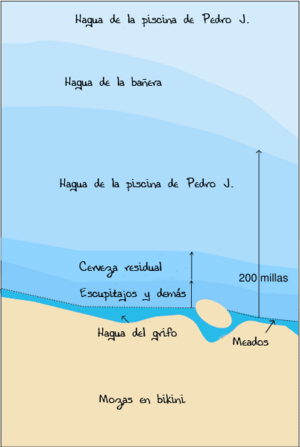 Hagua de la piscina de Pedro J.
Hagua de la bañera
Hagua de la piscina de Pedro J.
Cerveza residual
200 millas
Escupitajos y demás
Hagua del grifo
Meados
Mozas en bikini